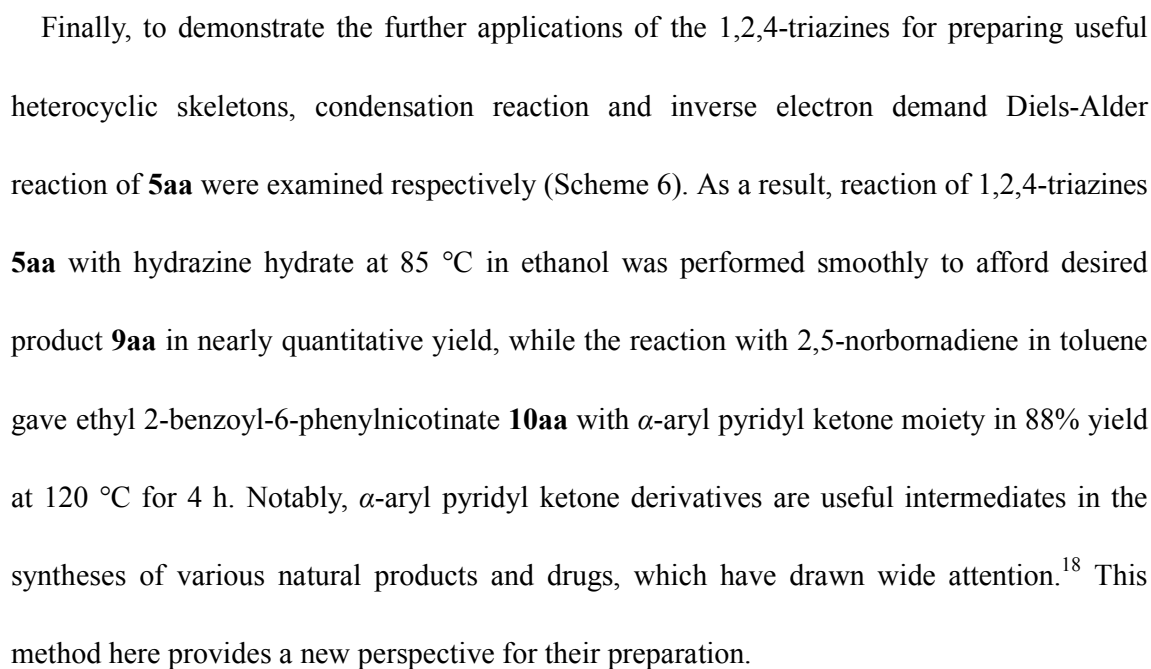 Finally, to demonstrate the further applications of the 1,2,4-triazines for preparing useful
heterocyclic skeletons, condensation reaction and inverse electron demand Diels-Alder
reaction of 5aa were examined respectively (Scheme 6). As a result, reaction of 1,2,4-triazines
5aa with hydrazine hydrate at 85 °C in ethanol was performed smoothly to afford desired
product 9aa in nearly quantitative yield, while the reaction with 2,5-norbornadiene in toluene
gave ethyl 2-benzoyl-6-phenylnicotinate 10aa with α-aryl pyridyl ketone moiety in 88% yield
at 120 °C for 4 h. Notably, α-aryl pyridyl ketone derivatives are useful intermediates in the
syntheses of various natural products and drugs, which have drawn wide attention.18 This
method here provides a new perspective for their preparation.